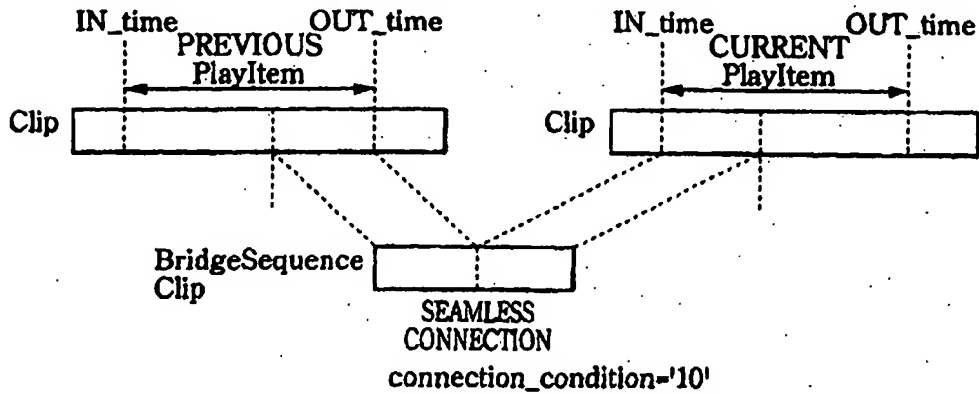 IN_time OUT_time
PREVIOUS
PlayItem
Clip
IN_time OUT_time
CURRENT
PlayItem
Clip
BridgeSequence
Clip
SEAMLESS
CONNECTION
connection_condition='10'